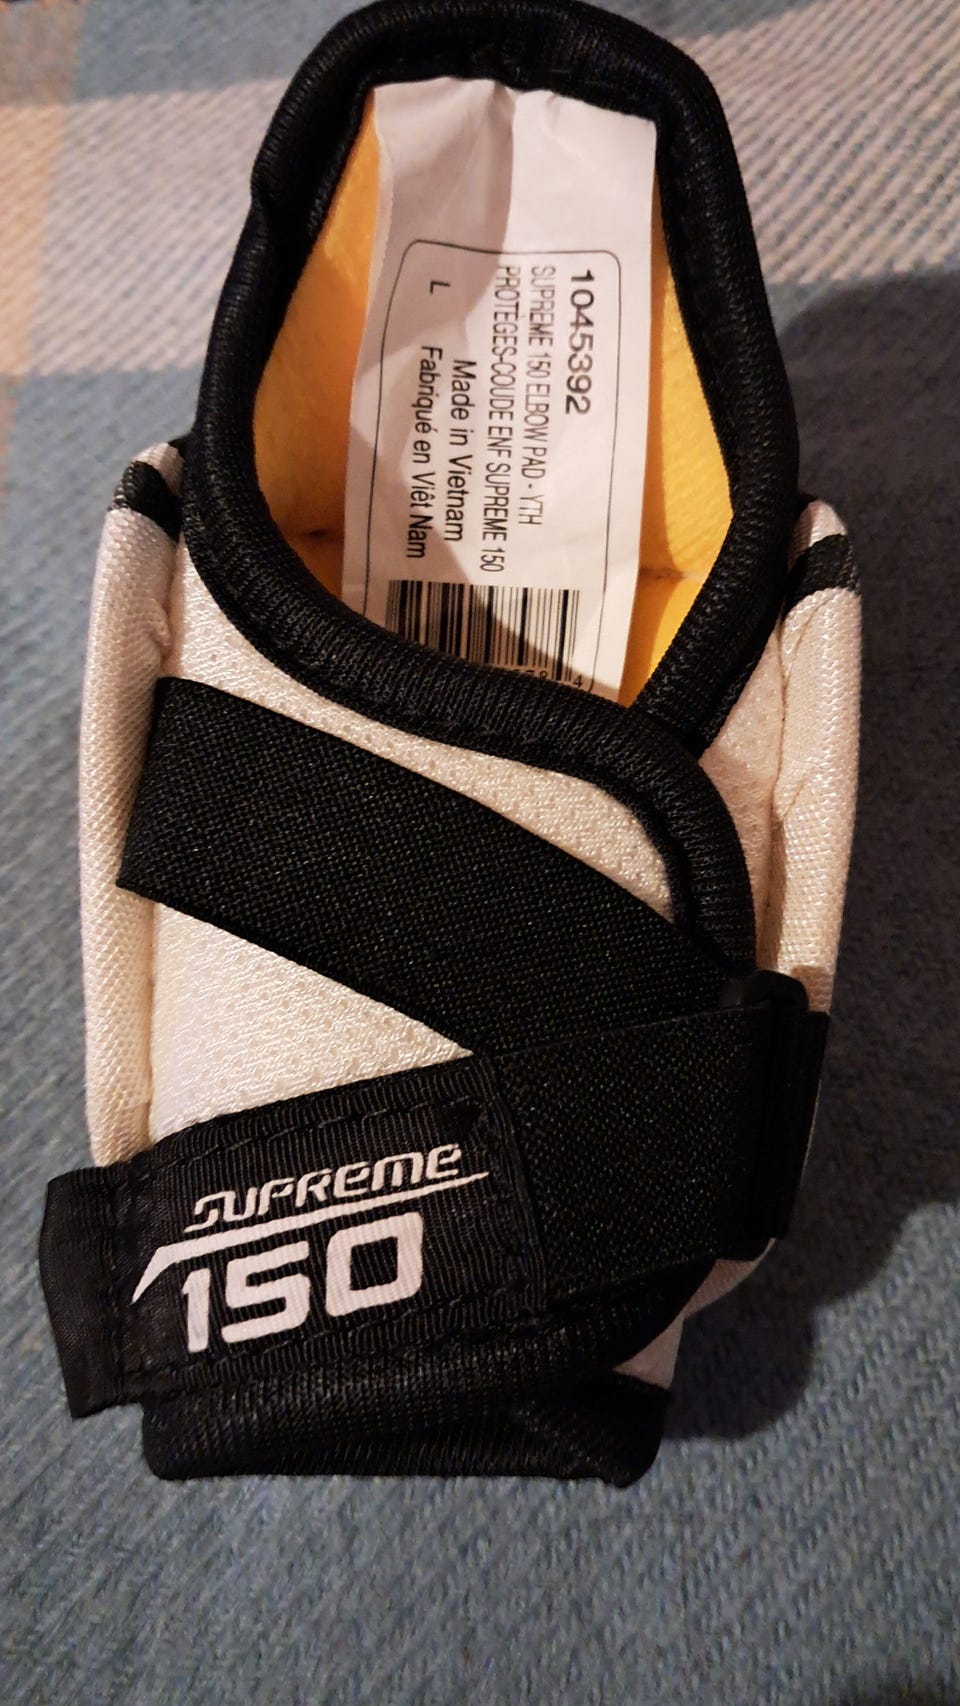 1045392
SUPREME 150 ELBOW PAD - YTH
PROTÈGES-COUDE ENF SUPREME 150
Made in Vietnam
L Fabriqué en Viêt Nam
4
SUPREME
150